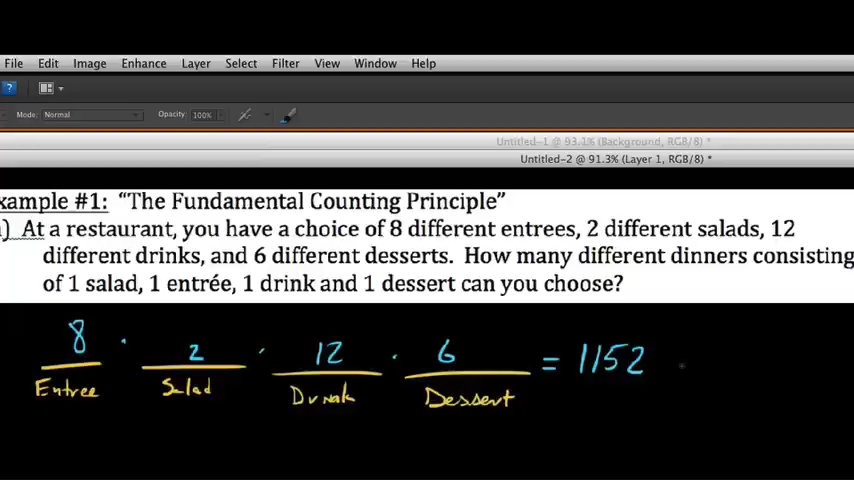 File Edit Image Enhance Layer Select Filter View Window Help
?
Mode: Normal Opacity: 100%
Untitled-1 @ 93.1% (Background, RGB/8) *
Untitled-2 @ 91.3% (Layer 1, RGB/8) *
xample #1: "The Fundamental Counting Principle"
) At a restaurant, you have a choice of 8 different entrees, 2 different salads, 12
different drinks, and 6 different desserts. How many different dinners consisting
of 1 salad, 1 entrée, 1 drink and 1 dessert can you choose?
8 · 2 · 12 · 6 = 1152
Entree Salad Drink Dessert